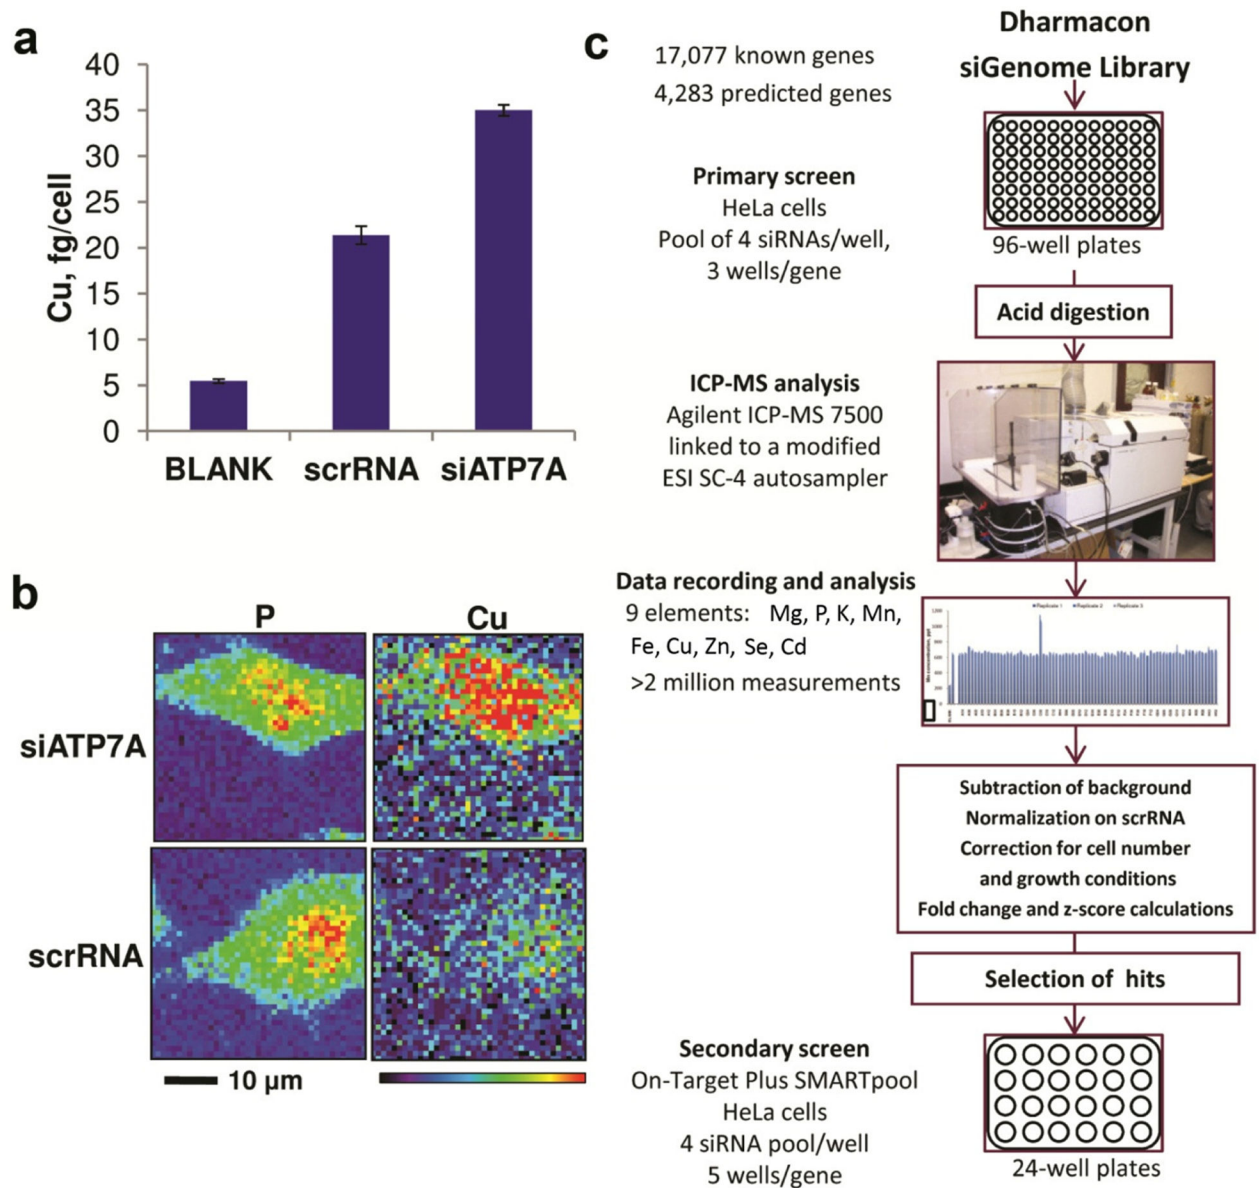 a
40
35
30
25
20
15
10
5
0
Cu, fg/cell
BLANK scrRNA siATP7A
b
P Cu
siATP7A
scrRNA
10 µm
c
17,077 known genes
4,283 predicted genes
Dharmacon
siGenome Library
Primary screen
HeLa cells
Pool of 4 siRNAs/well,
3 wells/gene
96-well plates
Acid digestion
ICP-MS analysis
Agilent ICP-MS 7500
linked to a modified
ESI SC-4 autosampler
Data recording and analysis
9 elements: Mg, P, K, Mn,
Fe, Cu, Zn, Se, Cd
>2 million measurements
Replicate 1 Replicate 2 Replicate 3
Subtraction of background
Normalization on scrRNA
Correction for cell number
and growth conditions
Fold change and z-score calculations
Selection of hits
Secondary screen
On-Target Plus SMARTpool
HeLa cells
4 siRNA pool/well
5 wells/gene
24-well plates